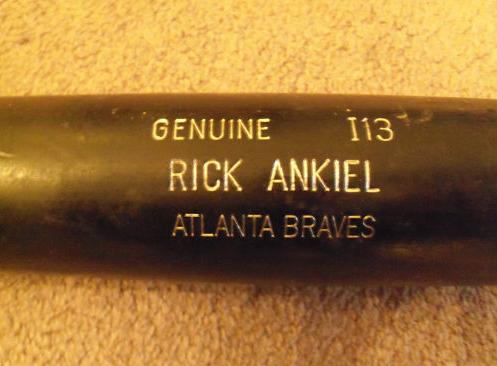 GENUINE I13
RICK ANKIEL
ATLANTA BRAVES